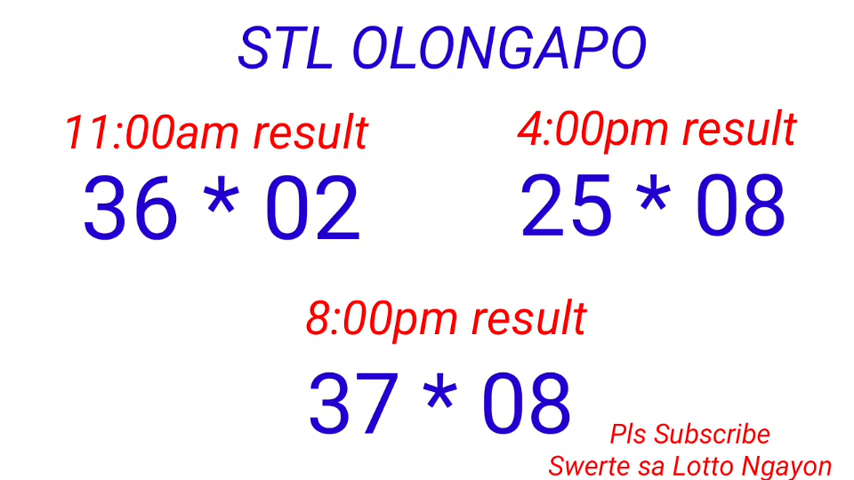 STL OLONGAPO
11:00am result
36 * 02
4:00pm result
25 * 08
8:00pm result
37 * 08
Pls Subscribe
Swerte sa Lotto Ngayon